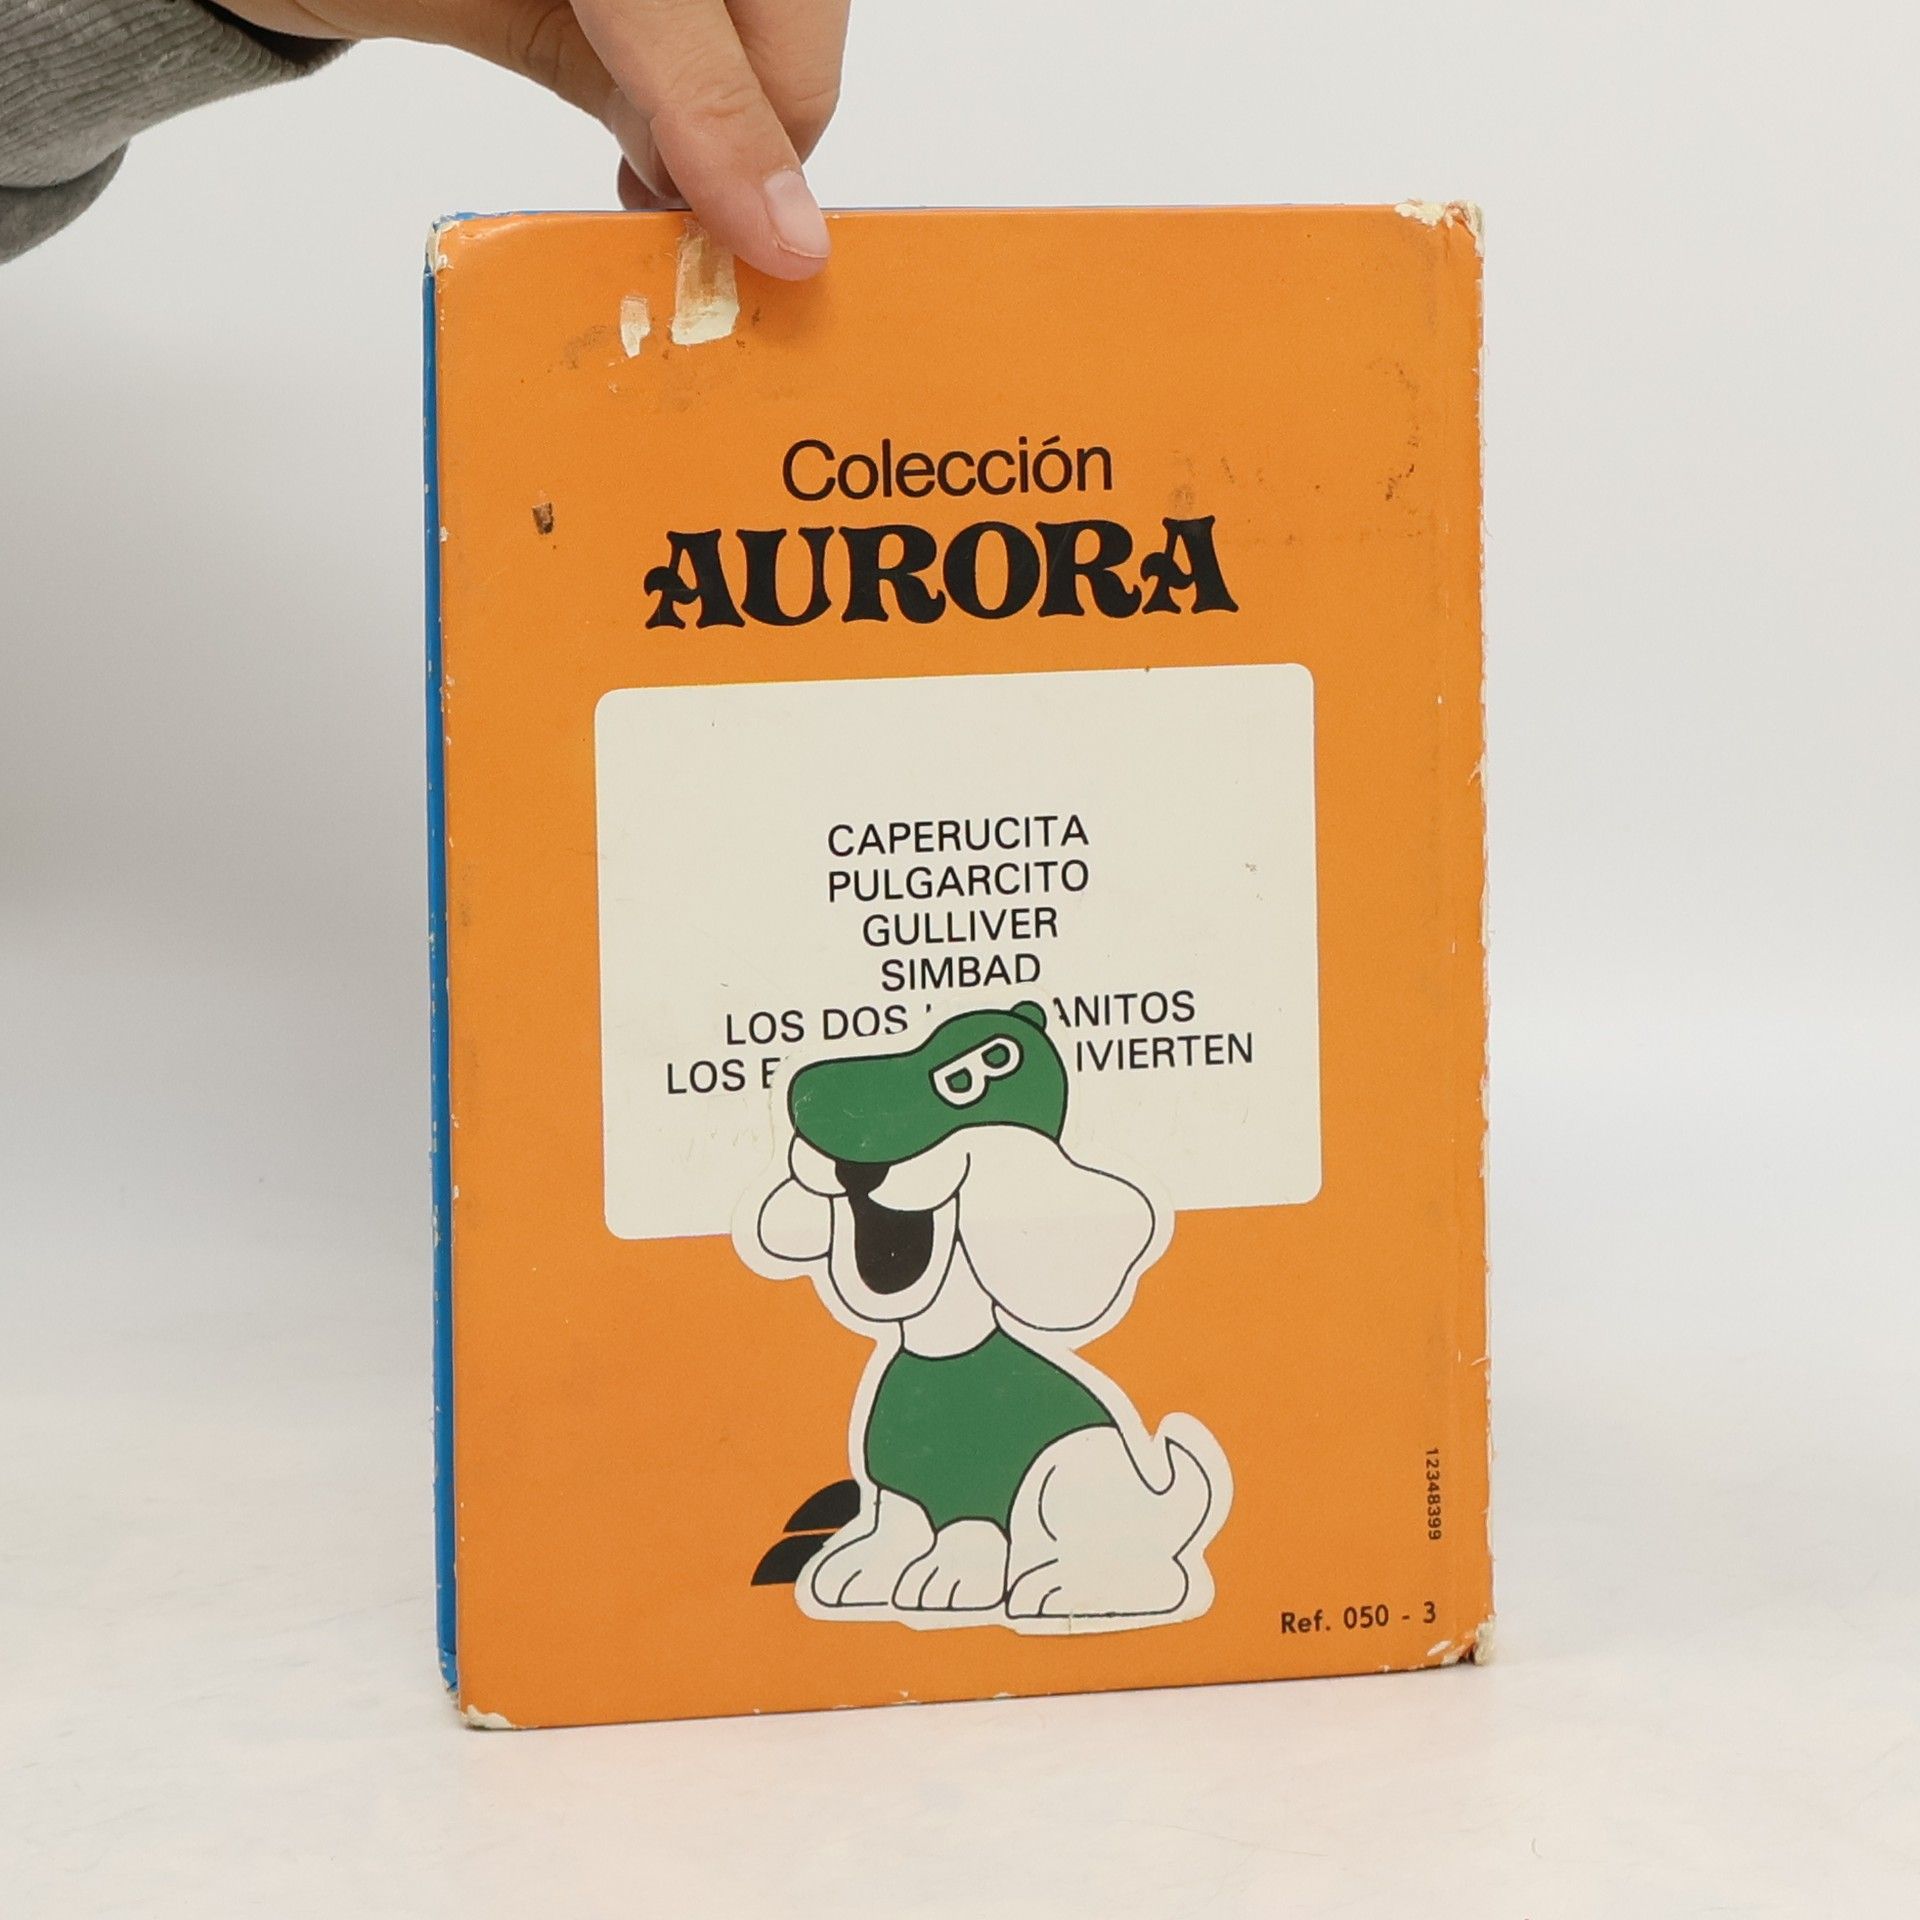 Colección
AURORA
CAPERUCITA
PULGARCITO
GULLIVER
SIMBAD
LOS DOS ANITOS
LOS IVIERTEN
B
12348399
Ref. 050 - 3